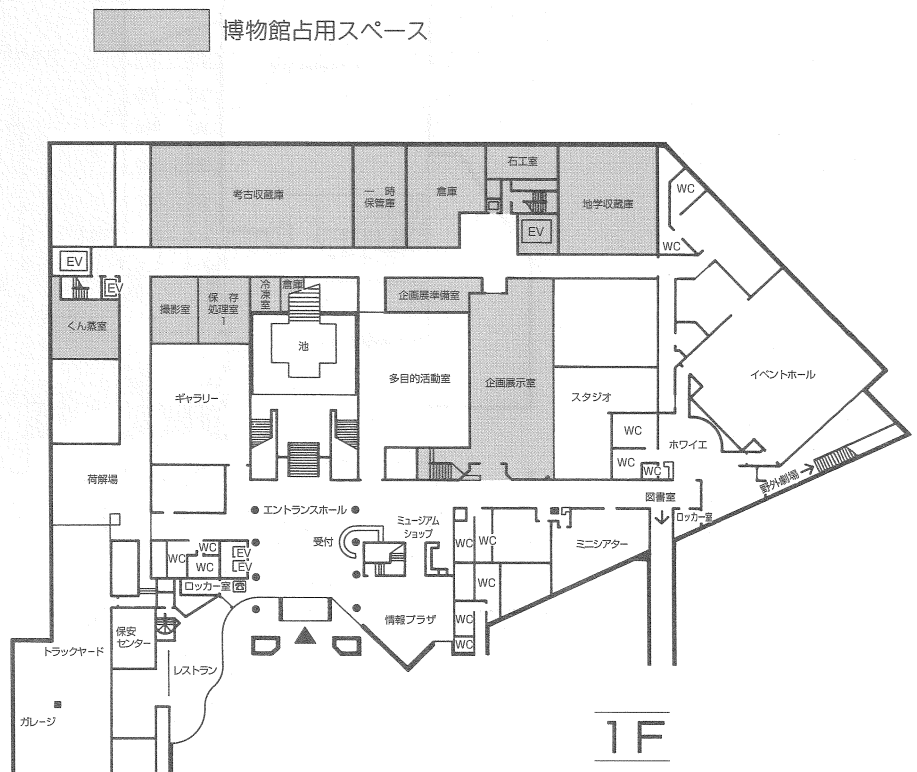 博物館占用スペース
石工室
考古収蔵庫
一時
保管庫
倉庫
地学収蔵庫
WC
EV
WC
EV
EV
撮影室
保存
処理室
1
冷凍室
倉庫
企画展準備室
くん蒸室
池
ギャラリー
多目的活動室
企画展示室
スタジオ
イベントホール
WC
ホワイエ
WC
WC
荷解場
野外劇場
図書室
ロッカー室
エントランスホール
ミュージアム
ショップ
受付
WC
WC
ミニシアター
WC
WC
WC
EV
EV
ロッカー室
WC
情報プラザ
WC
WC
保安
センター
トラックヤード
レストラン
ガレージ
1F